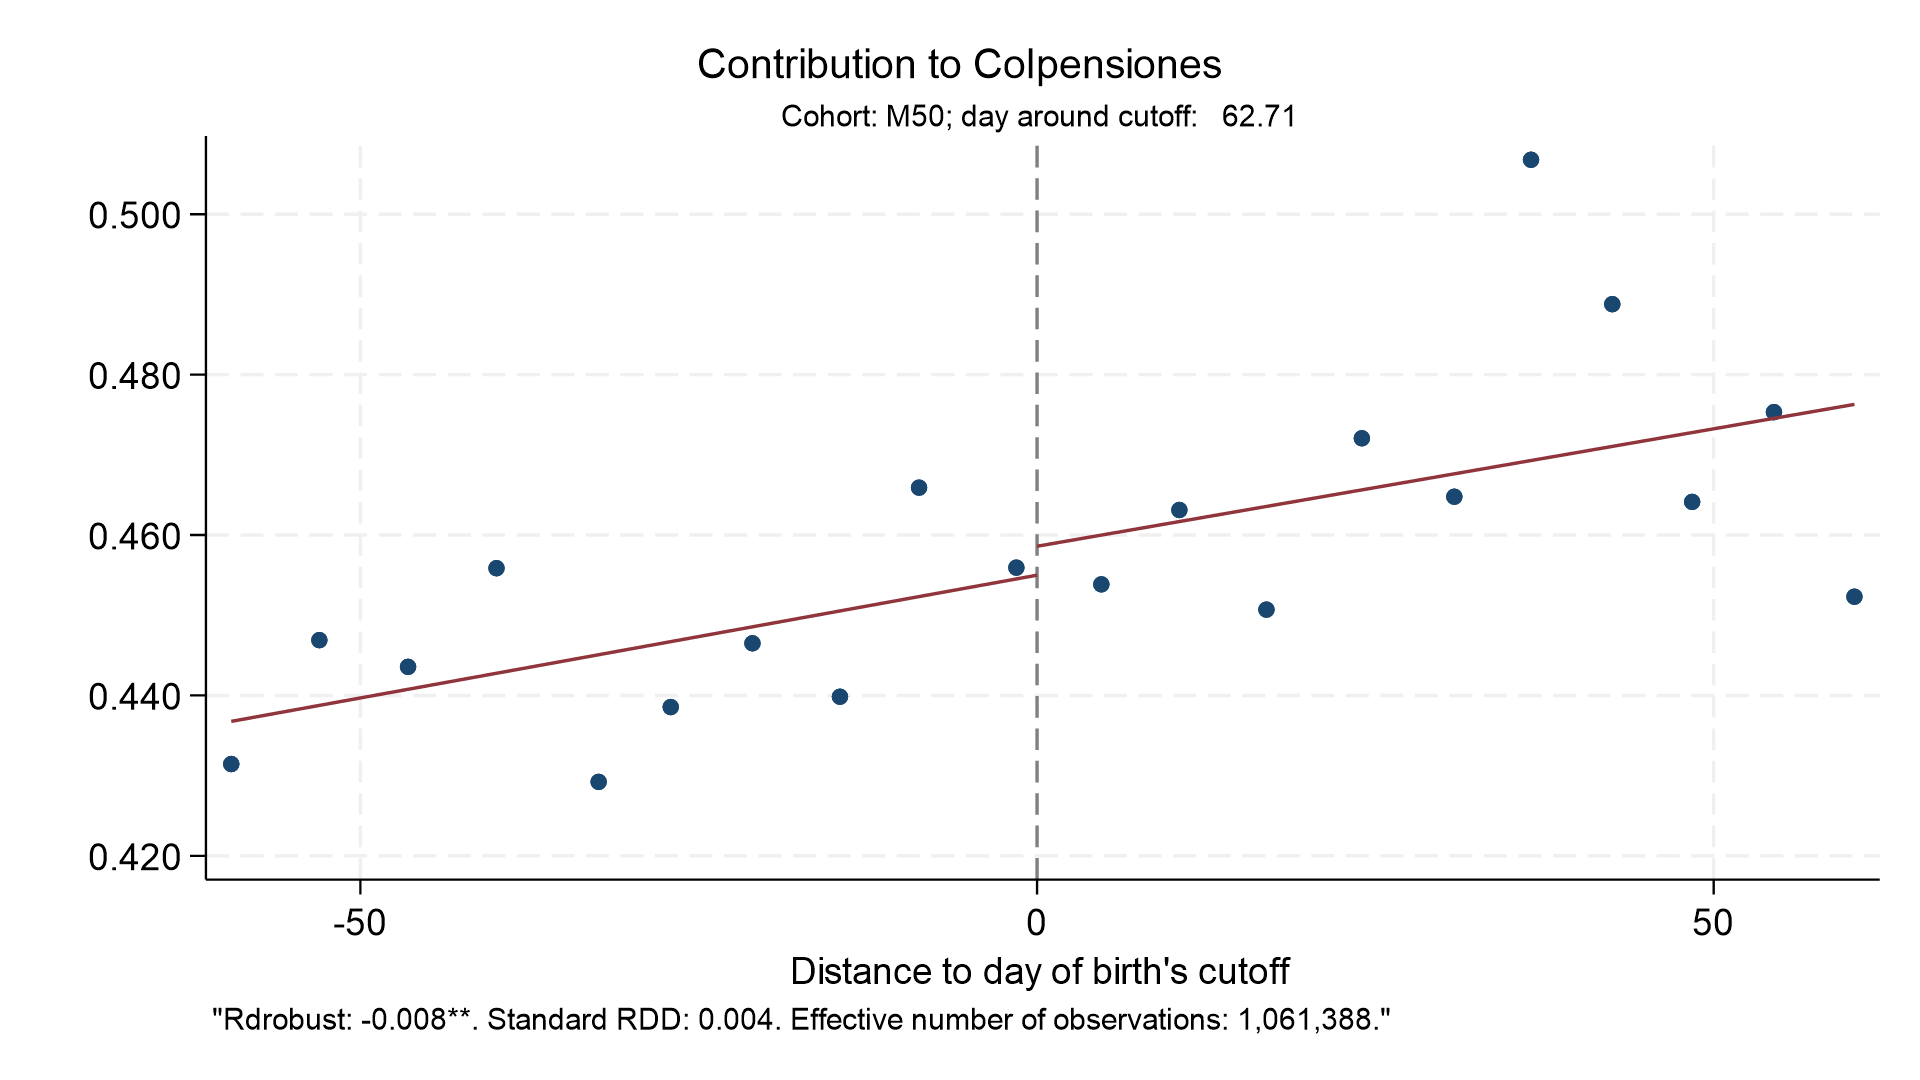 Contribution to Colpensiones
Cohort: M50; day around cutoff: 62.71
0.500
0.480
0.460
0.440
0.420
-50 0 50
Distance to day of birth's cutoff
"Rdrobust: -0.008**. Standard RDD: 0.004. Effective number of observations: 1,061,388."